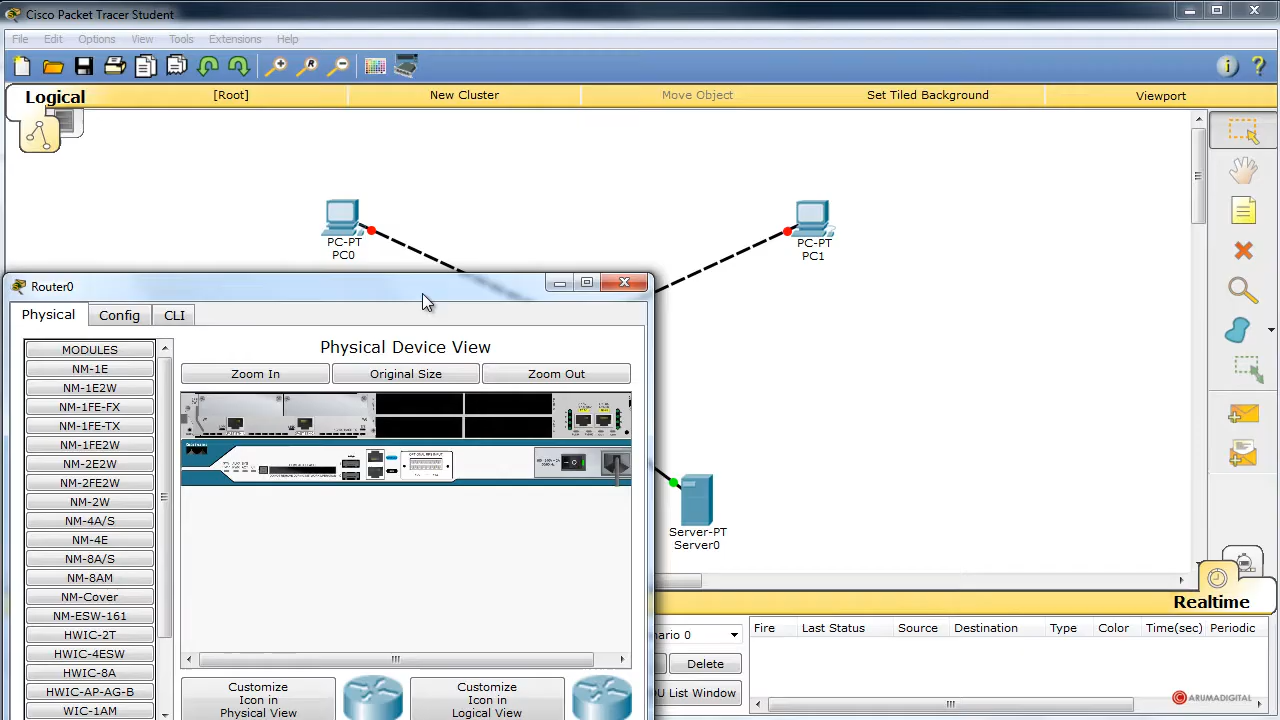 Cisco Packet Tracer Student
File Edit Options View Tools Extensions Help
Logical [Root] New Cluster Move Object Set Tiled Background Viewport
PC-PT
PC0
PC-PT
PC1
Router0
Physical Config CLI
MODULES
NM-1E
NM-1E2W
NM-1FE-FX
NM-1FE-TX
NM-1FE2W
NM-2E2W
NM-2FE2W
NM-2W
NM-4A/S
NM-4E
NM-8A/S
NM-8AM
NM-Cover
NM-ESW-161
HWIC-2T
HWIC-4ESW
HWIC-8A
HWIC-AP-AG-B
WIC-1AM
Physical Device View
Zoom In Original Size Zoom Out
Customize
Icon in
Physical View
Customize
Icon in
Logical View
Server-PT
Server0
Realtime
nario 0
Delete
DU List Window
Fire Last Status Source Destination Type Color Time(sec) Periodic
ARUMADIGITAL